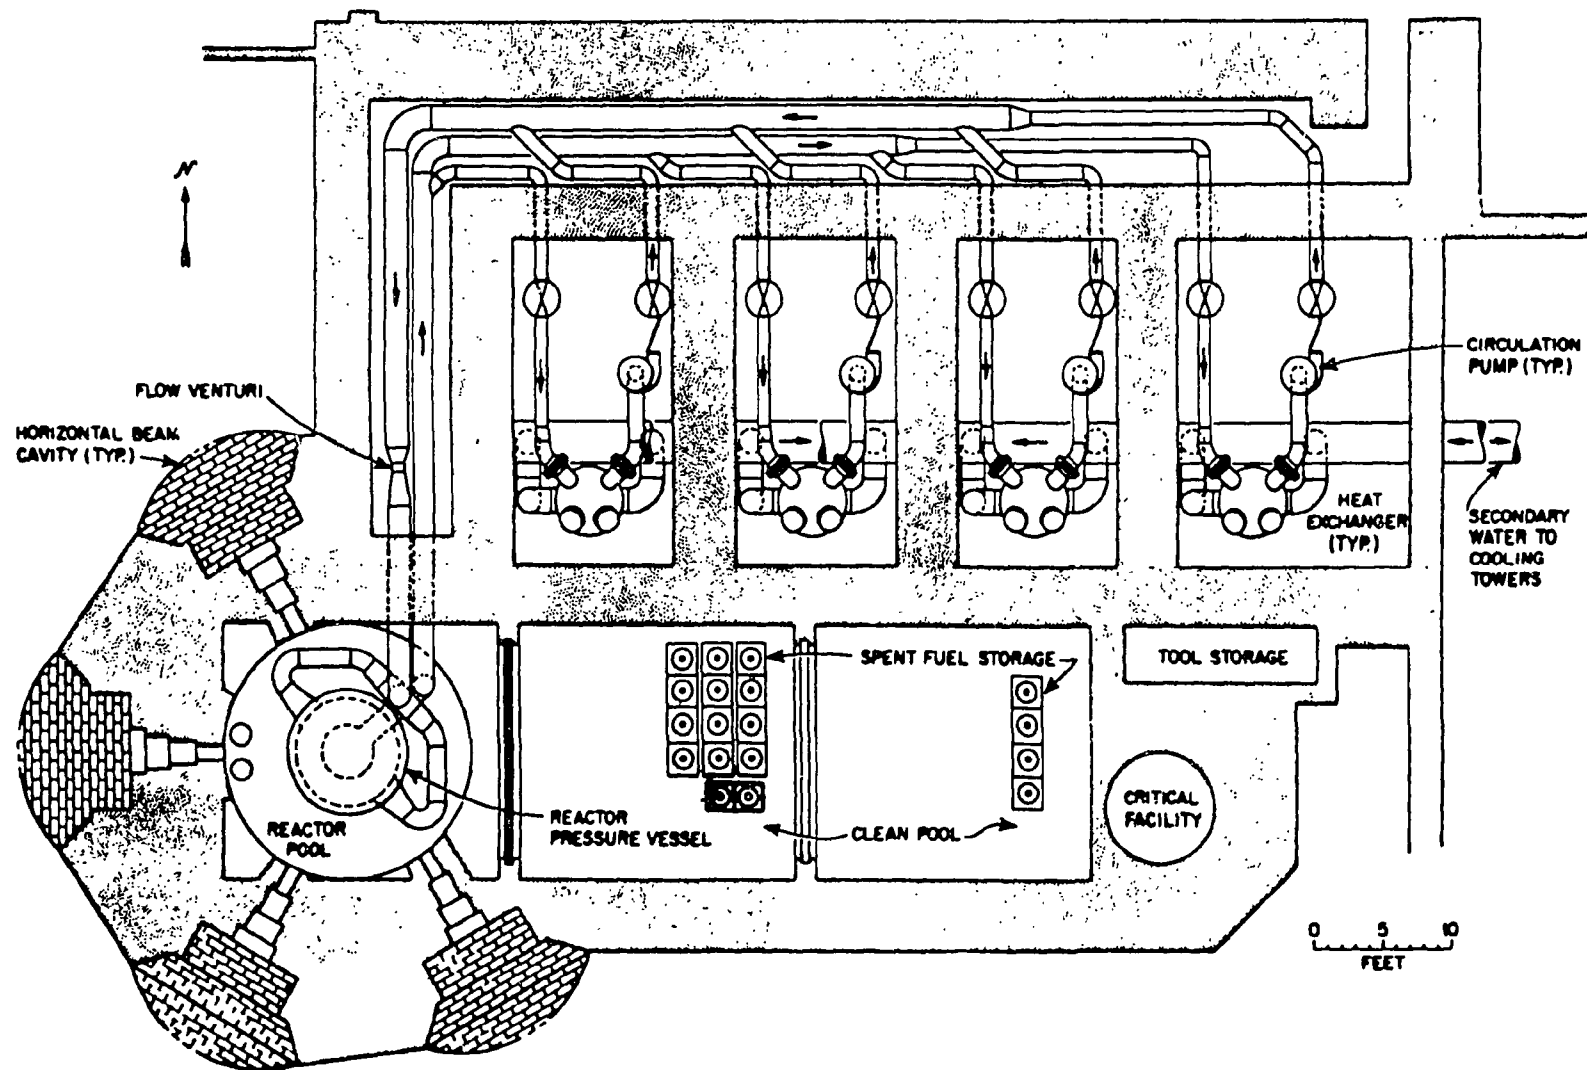 N
FLOW VENTURI
HORIZONTAL BEAM
CAVITY (TYP.)
CIRCULATION
PUMP (TYP.)
HEAT
EXCHANGER
(TYP.)
SECONDARY
WATER TO
COOLING
TOWERS
SPENT FUEL STORAGE
TOOL STORAGE
REACTOR
PRESSURE VESSEL
REACTOR
POOL
CLEAN POOL
CRITICAL
FACILITY
0 5 10
FEET